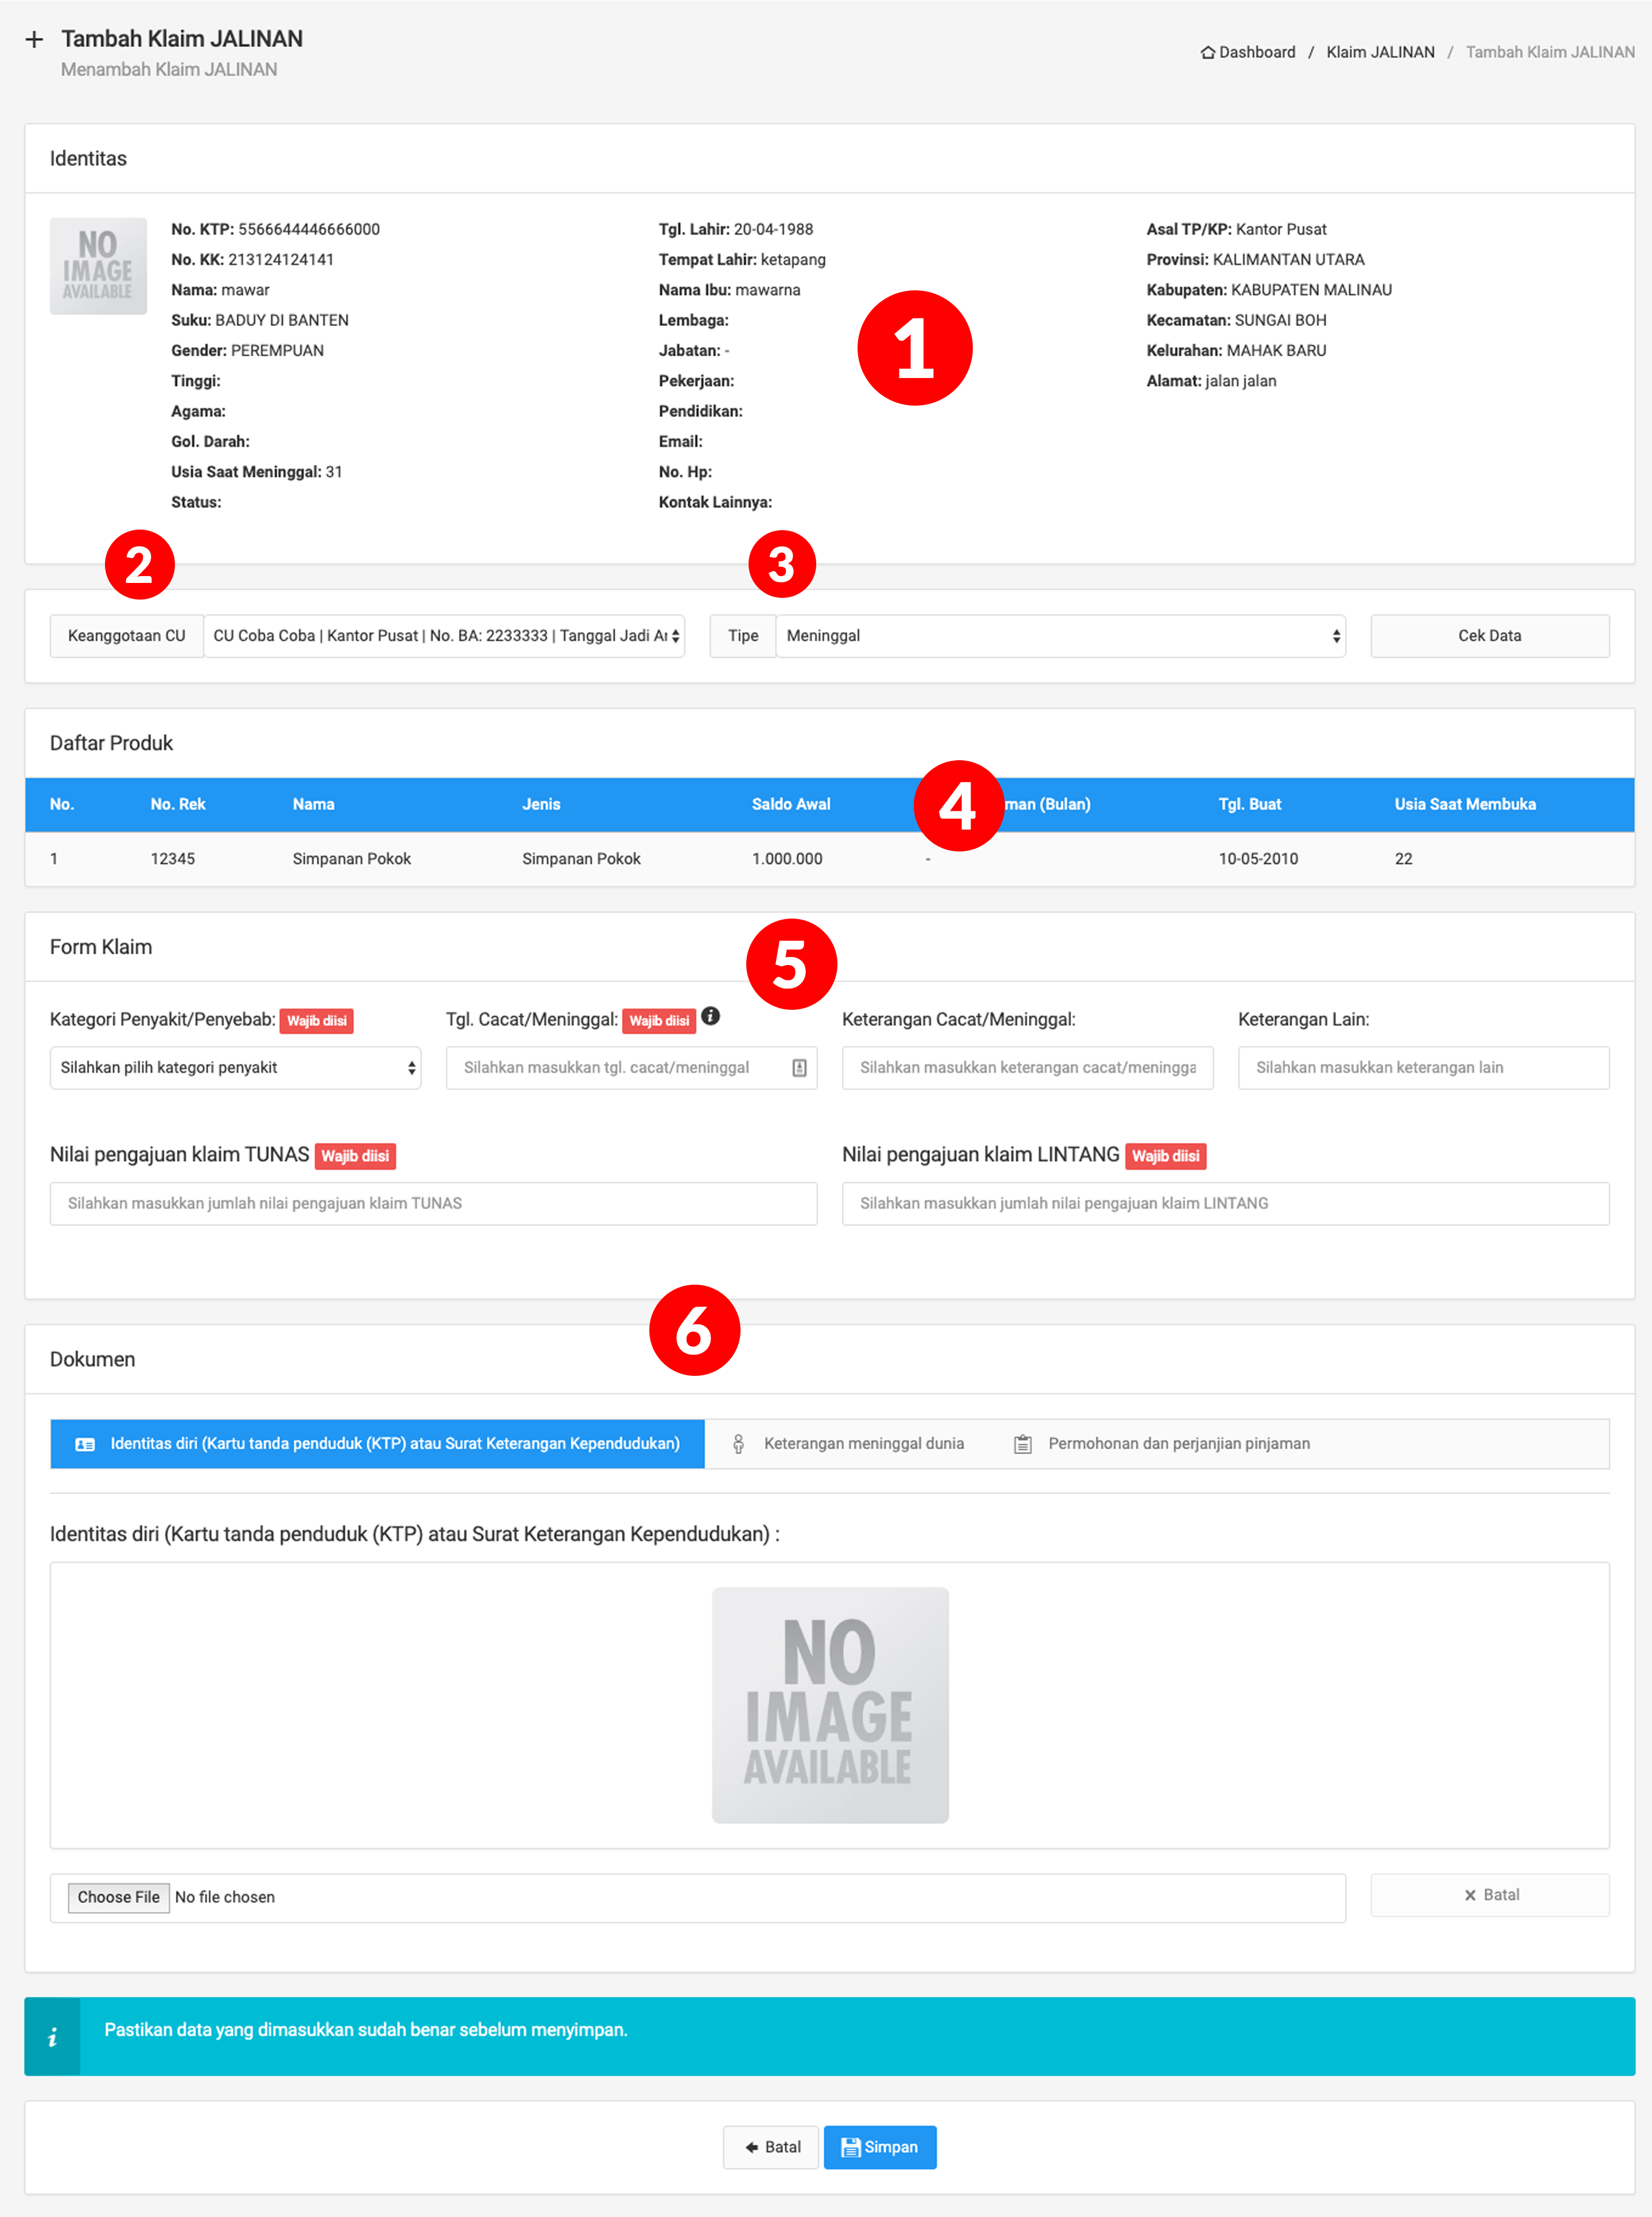 Tambah Klaim JALINAN
Menambah Klaim JALINAN
Dashboard / Klaim JALINAN / Tambah Klaim JALINAN
Identitas
NO IMAGE AVAILABLE
No. KTP: 5566644446666000
No. KK: 213124124141
Nama: mawar
Suku: BADUY DI BANTEN
Gender: PEREMPUAN
Tinggi:
Agama:
Gol. Darah:
Usia Saat Meninggal: 31
Status:
Tgl. Lahir: 20-04-1988
Tempat Lahir: ketapang
Nama Ibu: mawarna
Lembaga:
Jabatan: -
Pekerjaan:
Pendidikan:
Email:
No. Hp:
Kontak Lainnya:
1
Asal TP/KP: Kantor Pusat
Provinsi: KALIMANTAN UTARA
Kabupaten: KABUPATEN MALINAU
Kecamatan: SUNGAI BOH
Kelurahan: MAHAK BARU
Alamat: jalan jalan
2
3
Keanggotaan CU CU Coba Coba | Kantor Pusat | No. BA: 2233333 | Tanggal Jadi Ar
Tipe Meninggal
Cek Data
Daftar Produk
No. No. Rek Nama Jenis Saldo Awal 4 man (Bulan) Tgl. Buat Usia Saat Membuka
1 12345 Simpanan Pokok Simpanan Pokok 1.000.000 - 10-05-2010 22
Form Klaim
5
Kategori Penyakit/Penyebab: Wajib diisi
Silahkan pilih kategori penyakit
Tgl. Cacat/Meninggal: Wajib diisi
Silahkan masukkan tgl. cacat/meninggal
Keterangan Cacat/Meninggal:
Silahkan masukkan keterangan cacat/meningga
Keterangan Lain:
Silahkan masukkan keterangan lain
Nilai pengajuan klaim TUNAS Wajib diisi
Silahkan masukkan jumlah nilai pengajuan klaim TUNAS
Nilai pengajuan klaim LINTANG Wajib diisi
Silahkan masukkan jumlah nilai pengajuan klaim LINTANG
6
Dokumen
Identitas diri (Kartu tanda penduduk (KTP) atau Surat Keterangan Kependudukan) Keterangan meninggal dunia Permohonan dan perjanjian pinjaman
Identitas diri (Kartu tanda penduduk (KTP) atau Surat Keterangan Kependudukan) :
NO
IMAGE
AVAILABLE
Choose File No file chosen
Batal
Pastikan data yang dimasukkan sudah benar sebelum menyimpan.
Batal Simpan